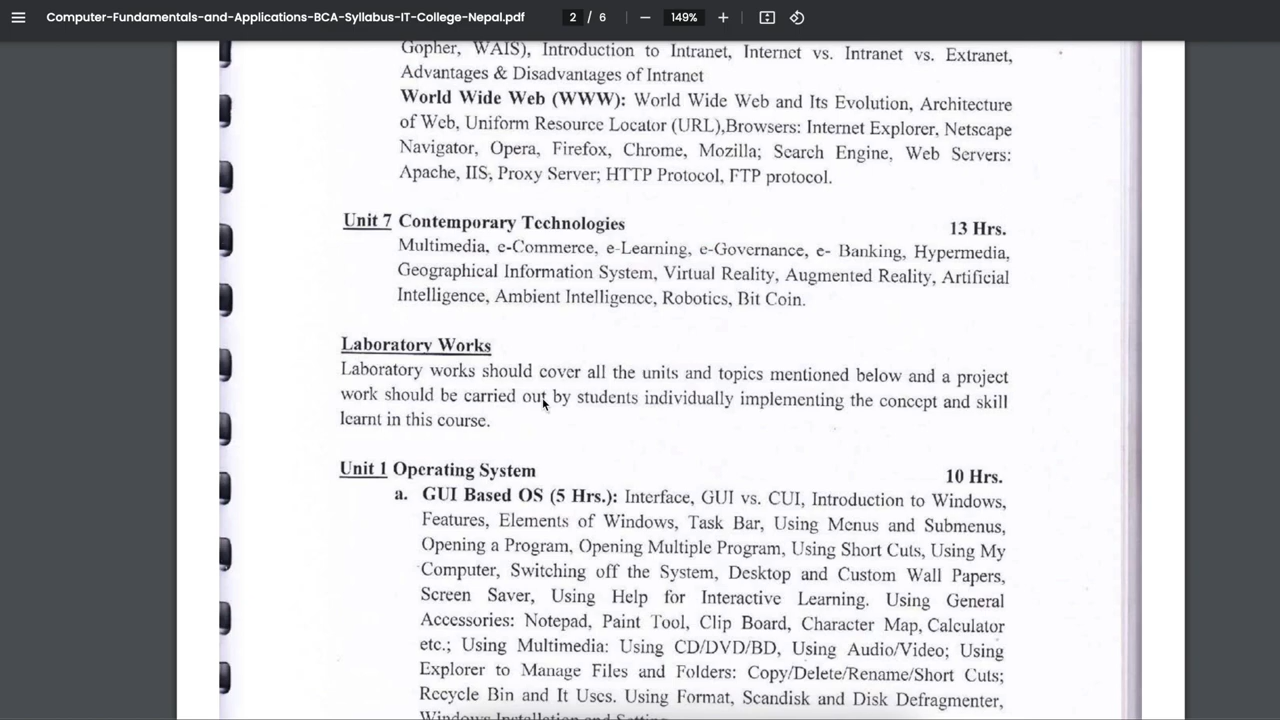 Computer-Fundamentals-and-Applications-BCA-Syllabus-IT-College-Nepal.pdf 2 / 6 149%
Gopher, WAIS), Introduction to Intranet, Internet vs. Intranet vs. Extranet,
Advantages & Disadvantages of Intranet
World Wide Web (WWW): World Wide Web and Its Evolution, Architecture
of Web, Uniform Resource Locator (URL),Browsers: Internet Explorer, Netscape
Navigator, Opera, Firefox, Chrome, Mozilla; Search Engine, Web Servers:
Apache, IIS, Proxy Server; HTTP Protocol, FTP protocol.
Unit 7 Contemporary Technologies 13 Hrs.
Multimedia, e-Commerce, e-Learning, e-Governance, e- Banking, Hypermedia,
Geographical Information System, Virtual Reality, Augmented Reality, Artificial
Intelligence, Ambient Intelligence, Robotics, Bit Coin.
Laboratory Works
Laboratory works should cover all the units and topics mentioned below and a project
work should be carried out by students individually implementing the concept and skill
learnt in this course.
Unit 1 Operating System 10 Hrs.
a. GUI Based OS (5 Hrs.): Interface, GUI vs. CUI, Introduction to Windows,
Features, Elements of Windows, Task Bar, Using Menus and Submenus,
Opening a Program, Opening Multiple Program, Using Short Cuts, Using My
Computer, Switching off the System, Desktop and Custom Wall Papers,
Screen Saver, Using Help for Interactive Learning. Using General
Accessories: Notepad, Paint Tool, Clip Board, Character Map, Calculator
etc.; Using Multimedia: Using CD/DVD/BD, Using Audio/Video; Using
Explorer to Manage Files and Folders: Copy/Delete/Rename/Short Cuts;
Recycle Bin and It Uses. Using Format, Scandisk and Disk Defragmenter,
Windows Installation and Setting